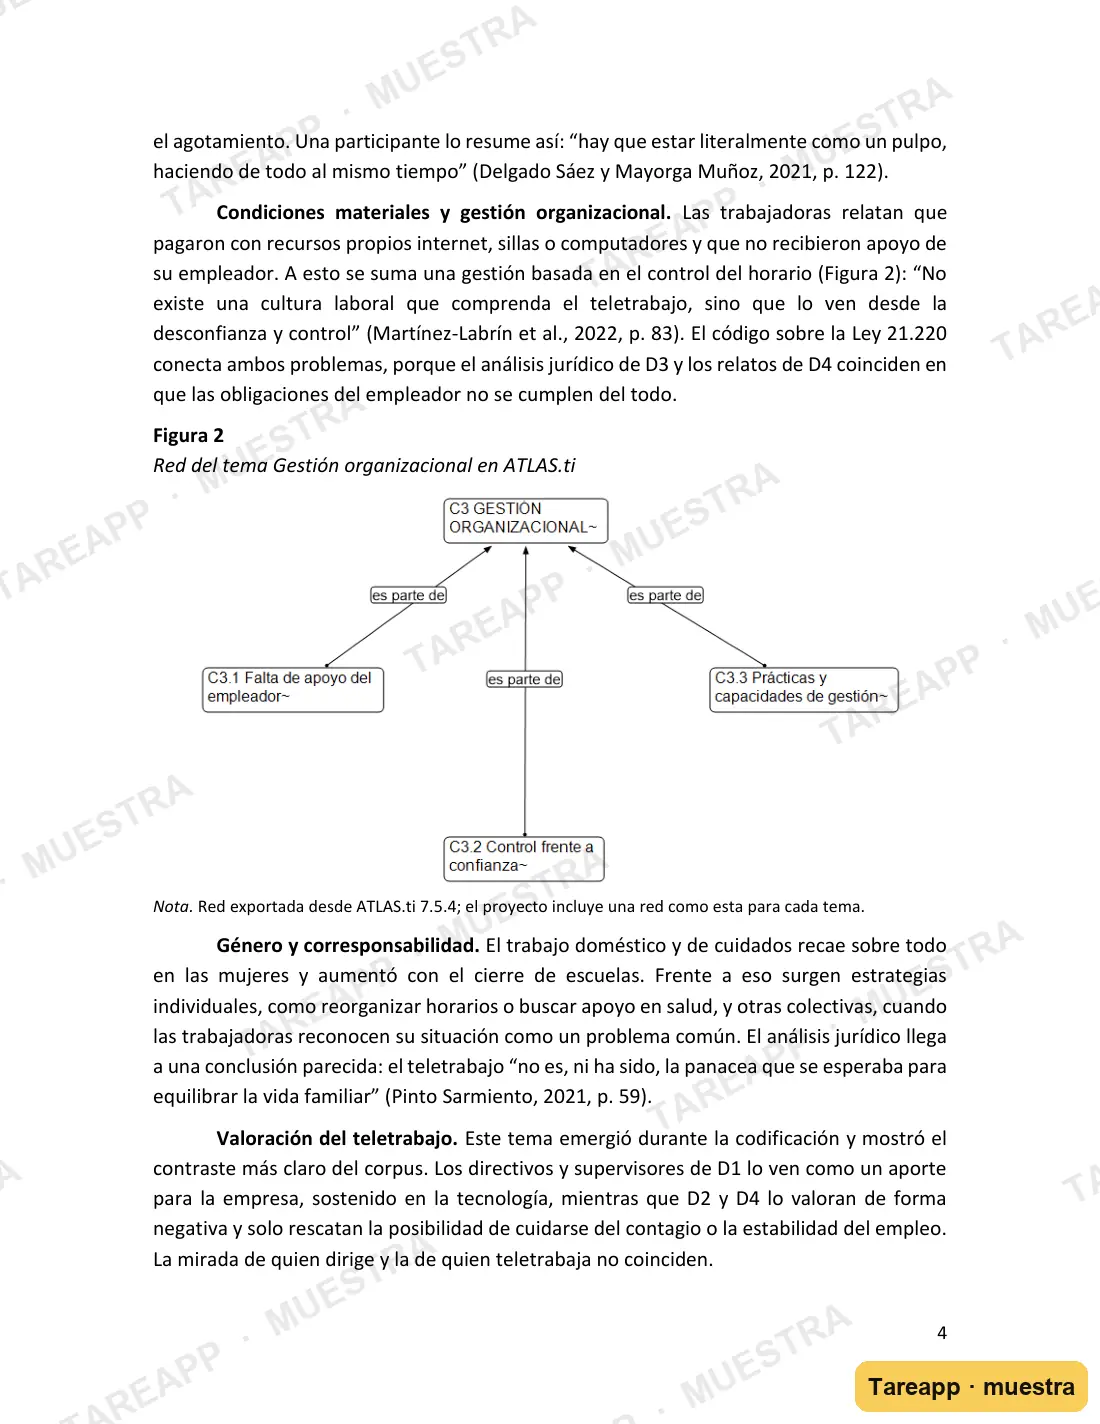 el agotamiento. Una participante lo resume así: “hay que estar literalmente como un pulpo,
haciendo de todo al mismo tiempo” (Delgado Sáez y Mayorga Muñoz, 2021, p. 122).
Condiciones materiales y gestión organizacional. Las trabajadoras relatan que
pagaron con recursos propios internet, sillas o computadores y que no recibieron apoyo de
su empleador. A esto se suma una gestión basada en el control del horario (Figura 2): “No
existe una cultura laboral que comprenda el teletrabajo, sino que lo ven desde la
desconfianza y control” (Martínez-Labrín et al., 2022, p. 83). El código sobre la Ley 21.220
conecta ambos problemas, porque el análisis jurídico de D3 y los relatos de D4 coinciden en
que las obligaciones del empleador no se cumplen del todo.
Figura 2
Red del tema Gestión organizacional en ATLAS.ti
C3 GESTIÓN
ORGANIZACIONAL~
es parte de
es parte de
C3.1 Falta de apoyo del
empleador~
es parte de
C3.3 Prácticas y
capacidades de gestión~
C3.2 Control frente a
confianza~
Nota. Red exportada desde ATLAS.ti 7.5.4; el proyecto incluye una red como esta para cada tema.
Género y corresponsabilidad. El trabajo doméstico y de cuidados recae sobre todo
en las mujeres y aumentó con el cierre de escuelas. Frente a eso surgen estrategias
individuales, como reorganizar horarios o buscar apoyo en salud, y otras colectivas, cuando
las trabajadoras reconocen su situación como un problema común. El análisis jurídico llega
a una conclusión parecida: el teletrabajo “no es, ni ha sido, la panacea que se esperaba para
equilibrar la vida familiar” (Pinto Sarmiento, 2021, p. 59).
Valoración del teletrabajo. Este tema emergió durante la codificación y mostró el
contraste más claro del corpus. Los directivos y supervisores de D1 lo ven como un aporte
para la empresa, sostenido en la tecnología, mientras que D2 y D4 lo valoran de forma
negativa y solo rescatan la posibilidad de cuidarse del contagio o la estabilidad del empleo.
La mirada de quien dirige y la de quien teletrabaja no coinciden.
4
Tareapp · muestra
TAREAPP · MUESTRA